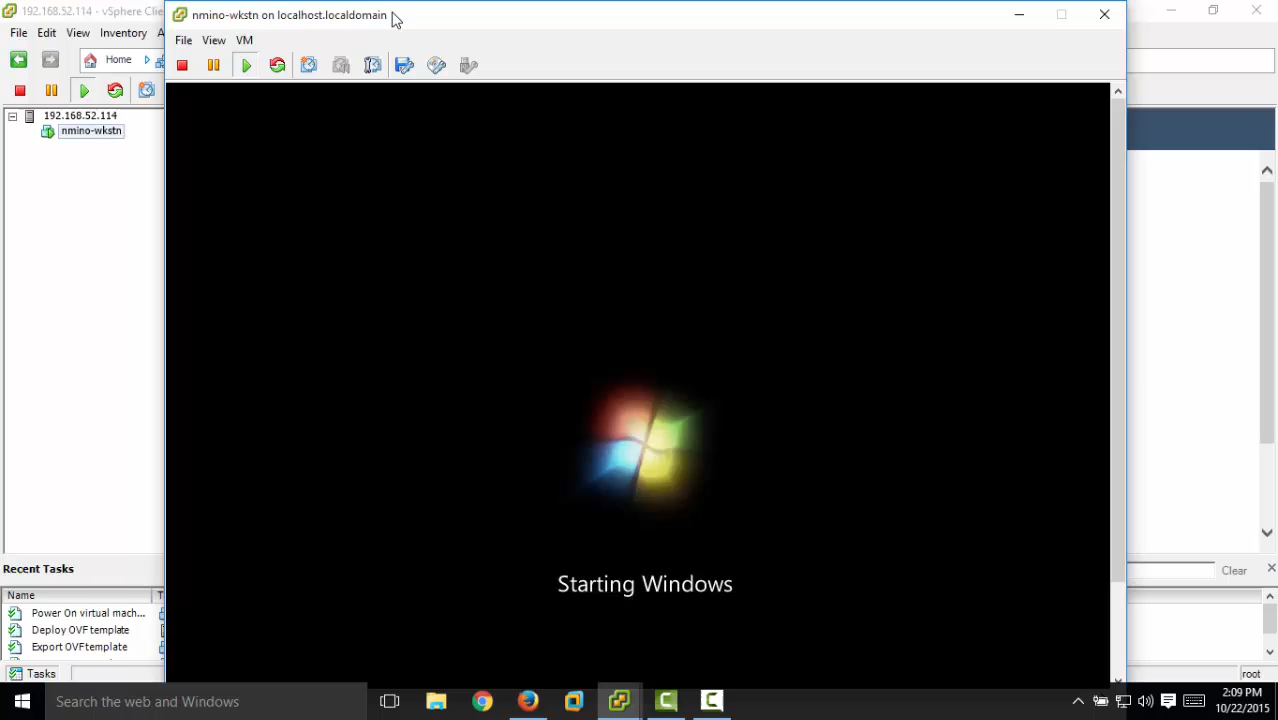 192.168.52.114 - vSphere Clie
File Edit View Inventory A
Home
192.168.52.114
nmino-wkstn
nmino-wkstn on localhost.localdomain
File View VM
Starting Windows
Recent Tasks
Clear
Name T
Power On virtual mach...
Deploy OVF template
Export OVF template
Tasks root
Search the web and Windows
2:09 PM
10/22/2015